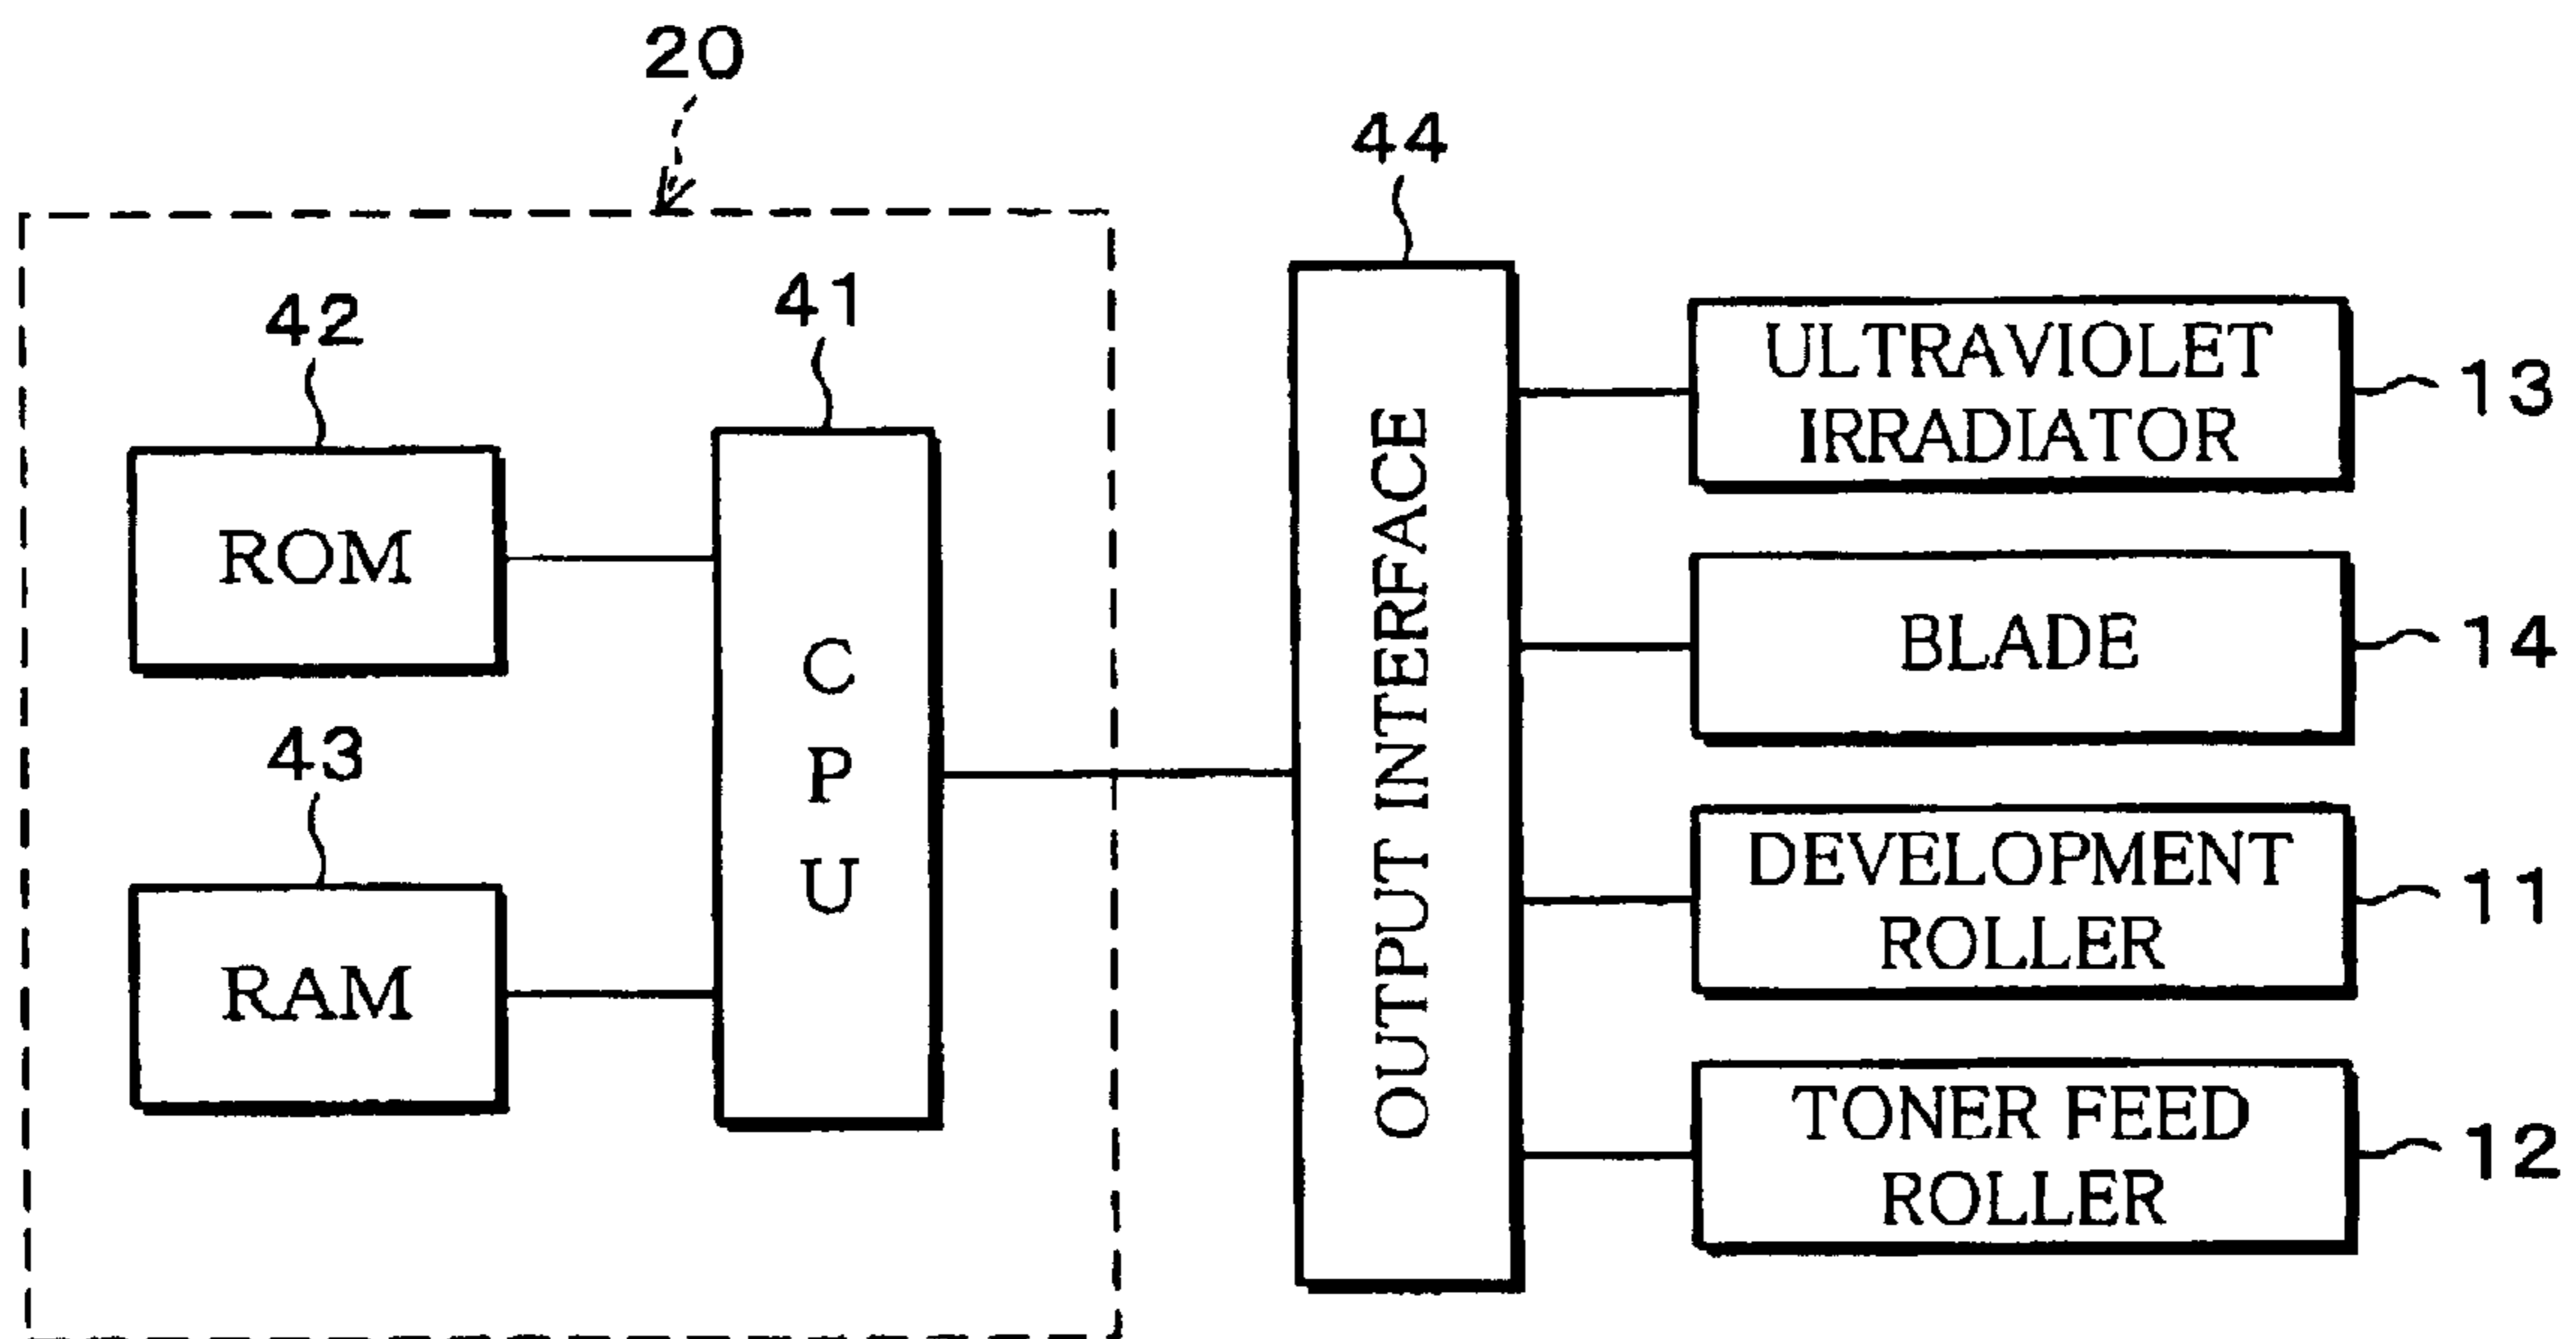 20
44
42
41
ROM
43
RAM
CPU
OUTPUT INTERFACE
ULTRAVIOLET
IRRADIATOR
13
BLADE
14
DEVELOPMENT
ROLLER
11
TONER FEED
ROLLER
12